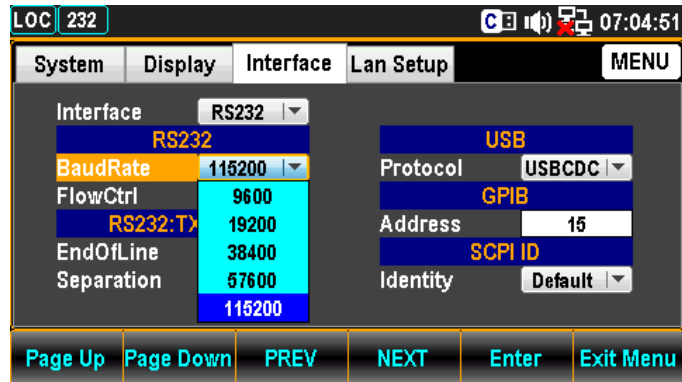 LOC 232 C 07:04:51
System Display Interface Lan Setup MENU
Interface RS232
RS232
BaudRate 115200
9600
19200
38400
57600
115200
FlowCtrl
RS232:TX
EndOfLine
Separation
USB
Protocol USBCDC
GPIB
Address 15
SCPI ID
Identity Default
Page Up Page Down PREV NEXT Enter Exit Menu